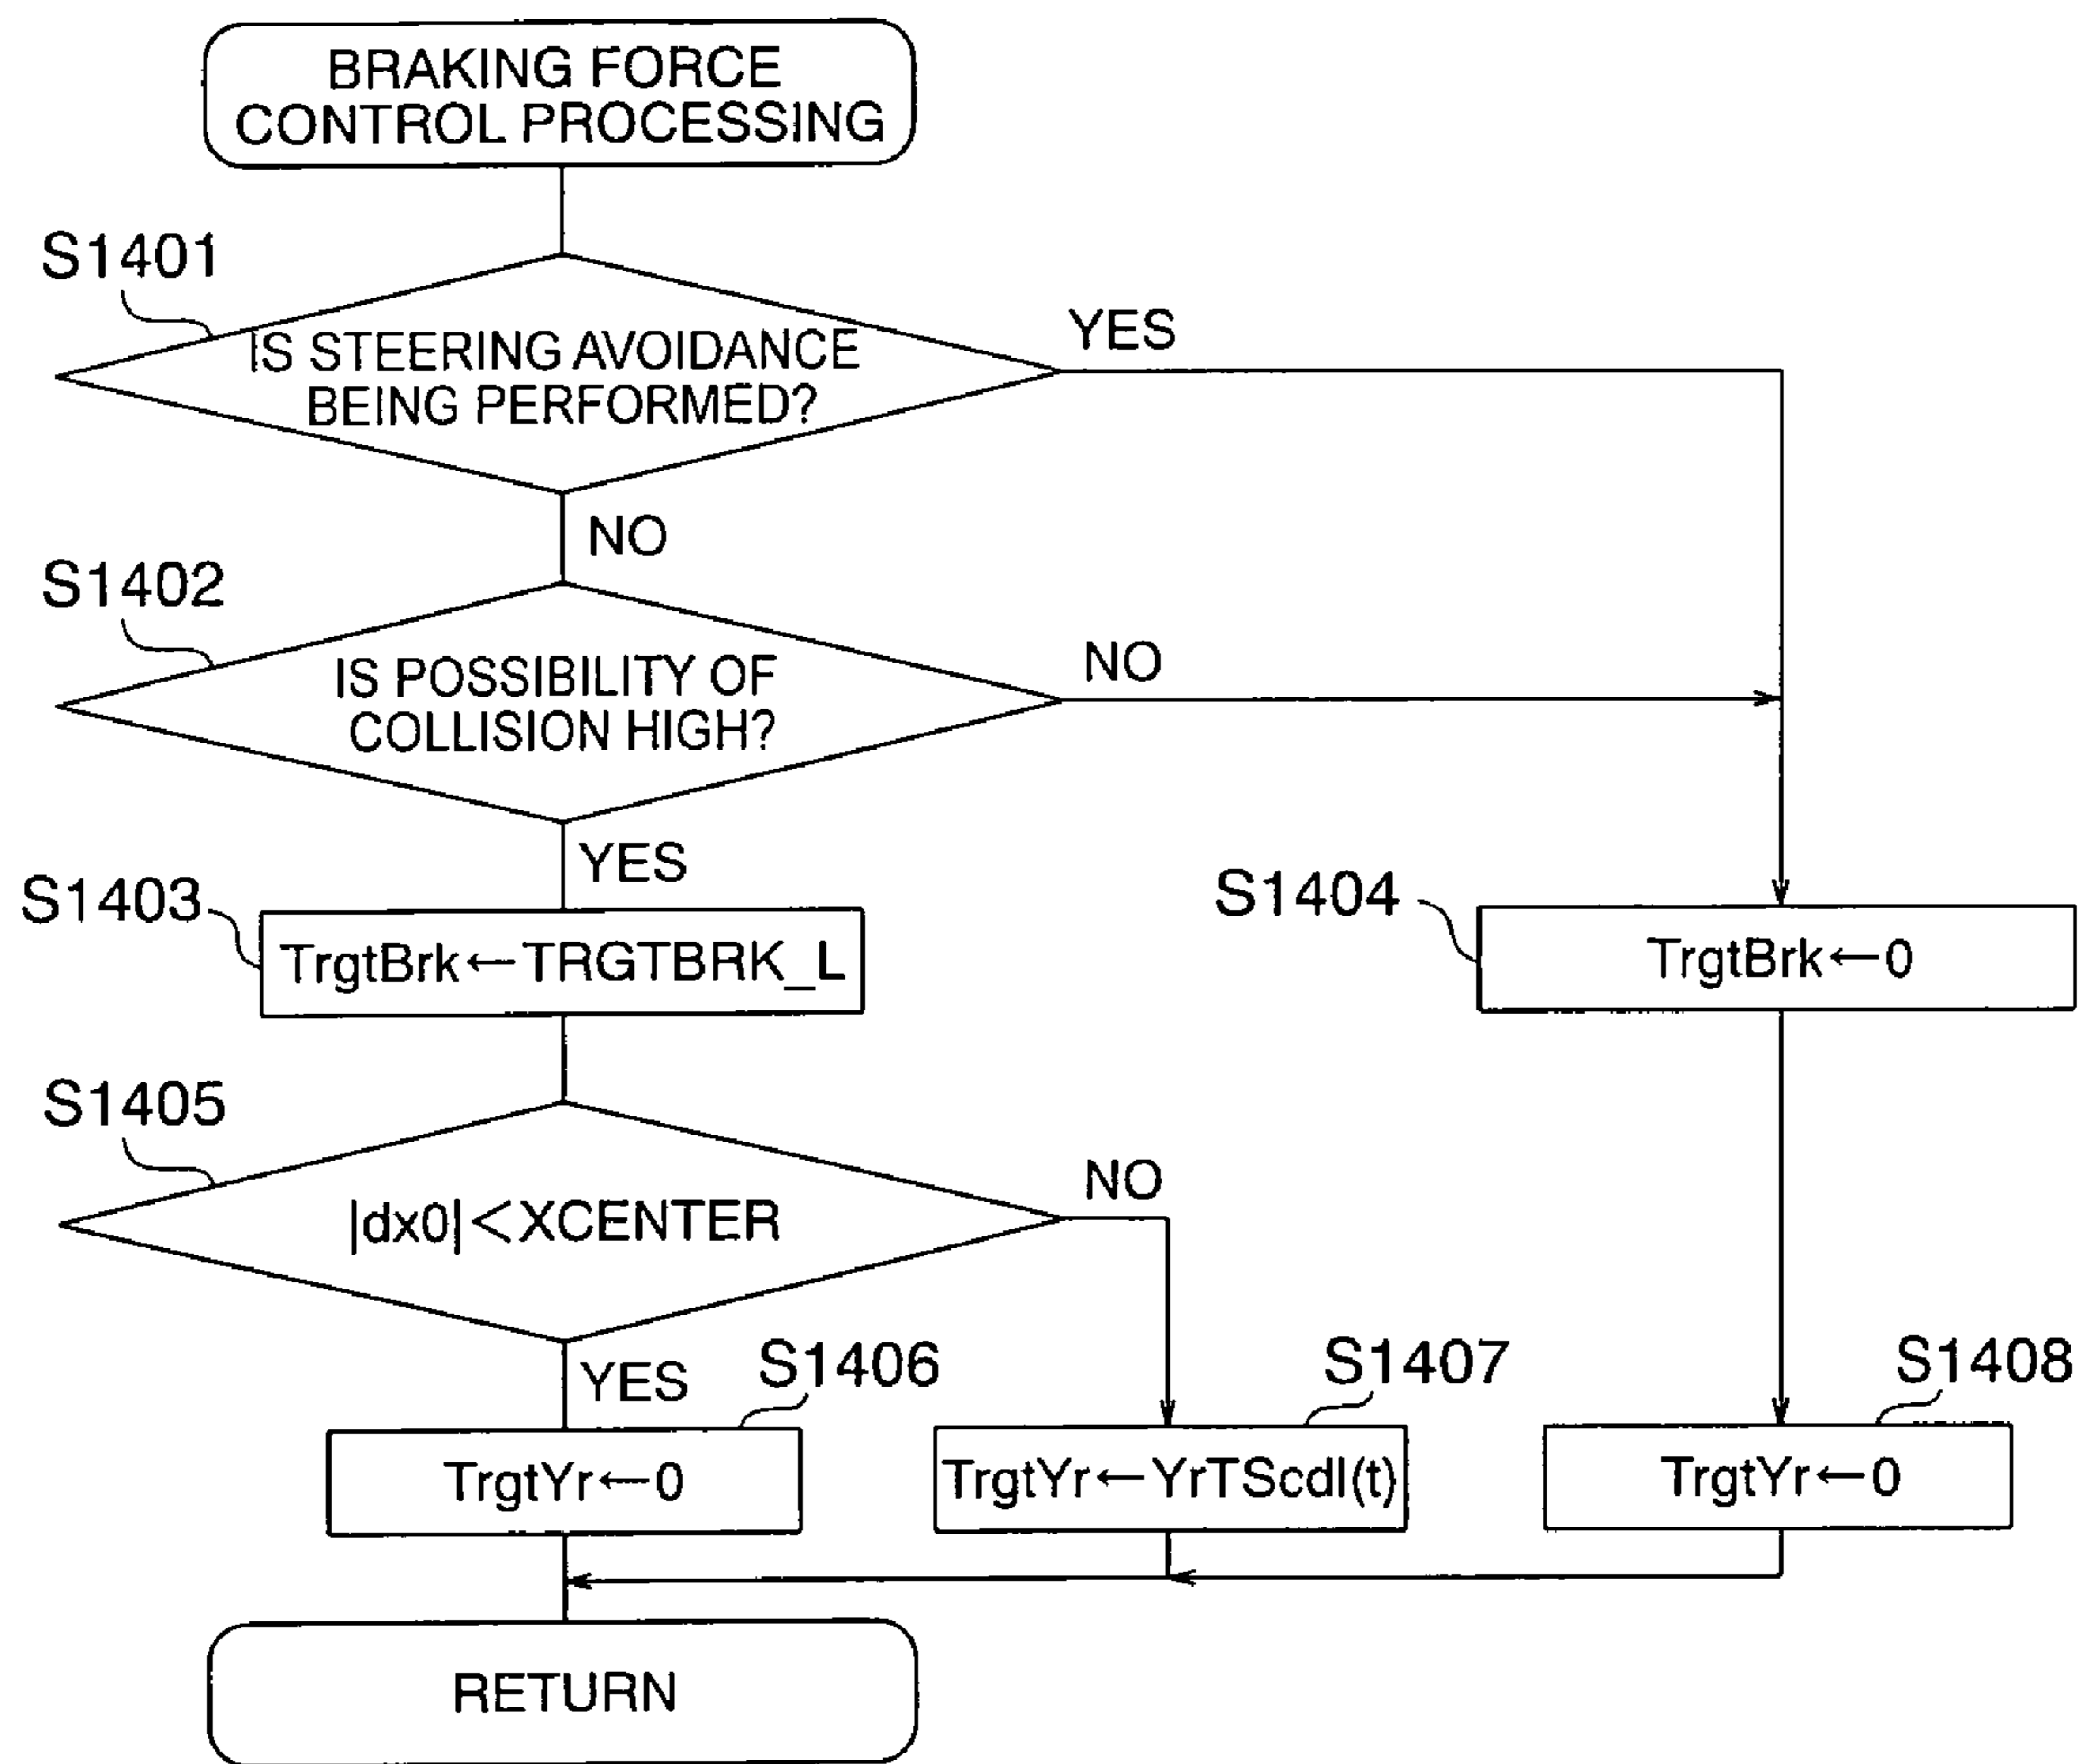 BRAKING FORCE
CONTROL PROCESSING
S1401
IS STEERING AVOIDANCE
BEING PERFORMED?
YES
NO
S1402
IS POSSIBILITY OF
COLLISION HIGH?
NO
YES
S1403
TrgtBrk←TRGTBRK_L
S1404
TrgtBrk←0
S1405
|dx0|<XCENTER
NO
YES
S1406
TrgtYr←0
S1407
TrgtYr←YrTScdl(t)
S1408
TrgtYr←0
RETURN